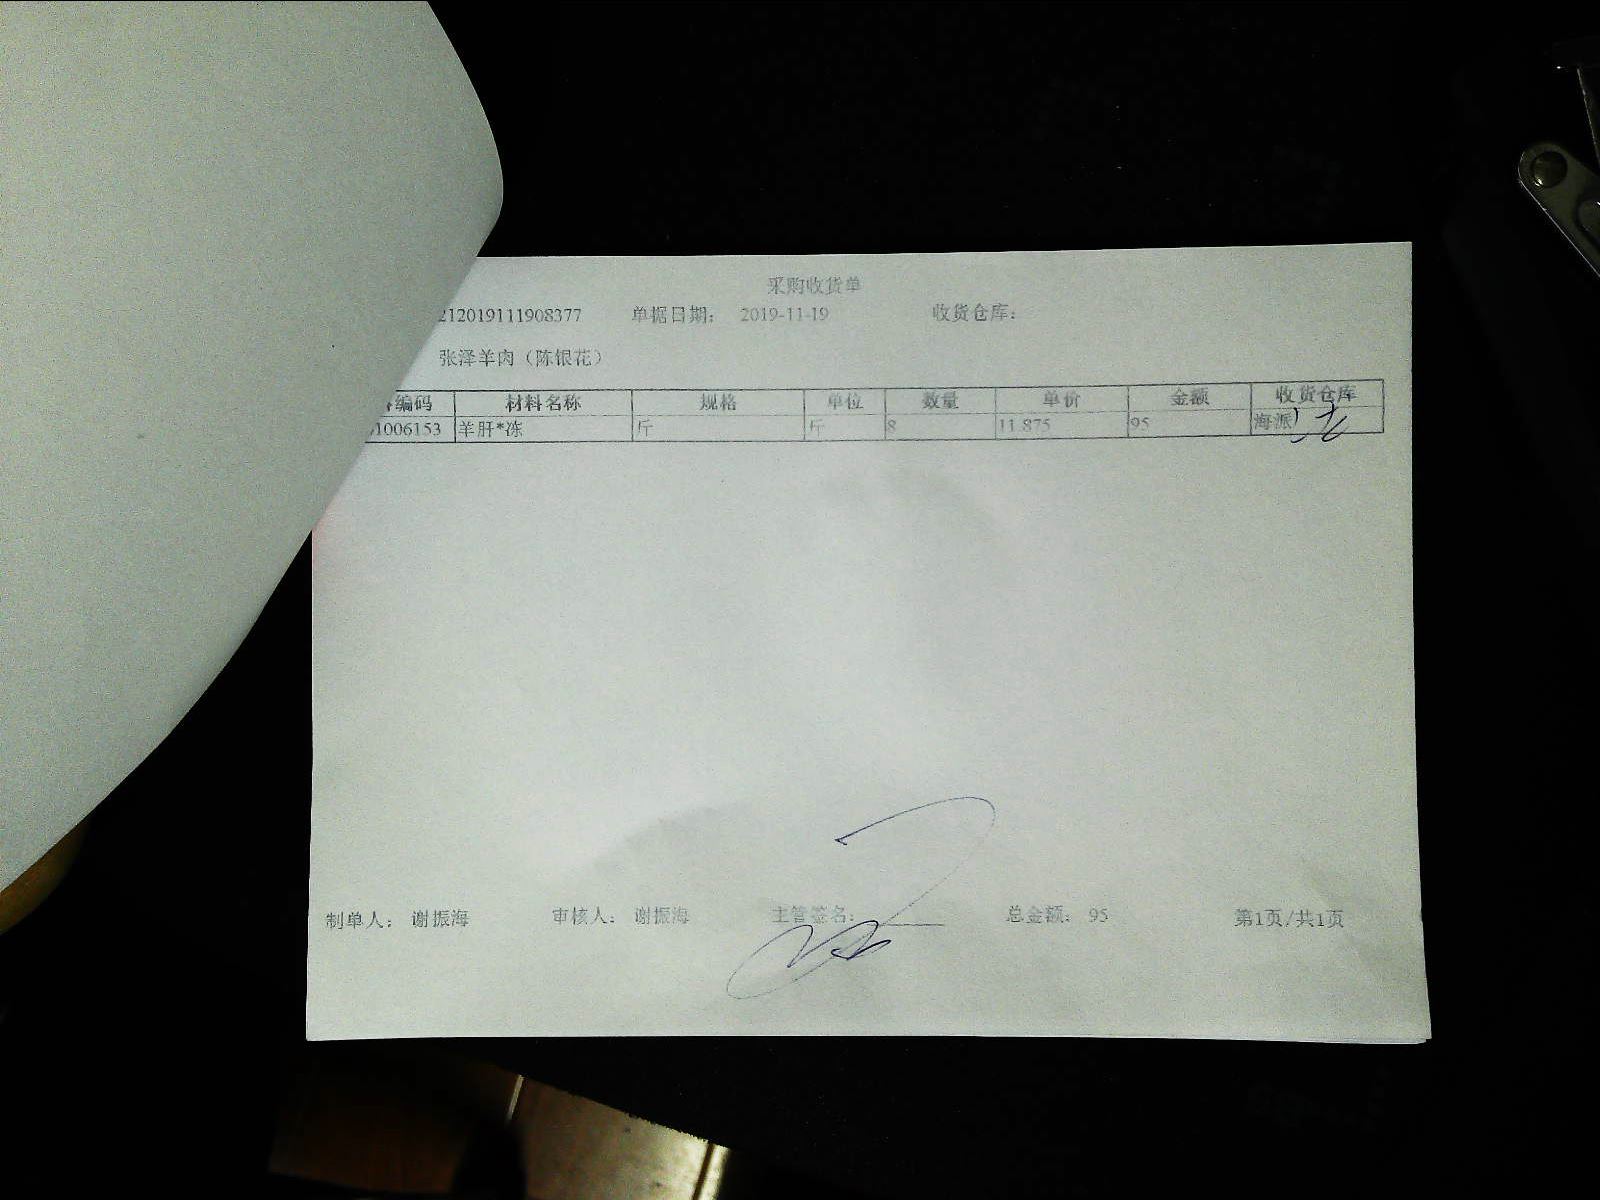 采购收货单
212019111908377 单据日期： 2019-11-19 收货仓库：
张泽羊肉（陈银花）
编码 材料名称 规格 单位 数量 单价 金额 收货仓库
1006153 羊肝*冻 斤 斤 8 11.875 95 海派
制单人： 谢振海 审核人： 谢振海 主管签名： 总金额： 95 第1页/共1页